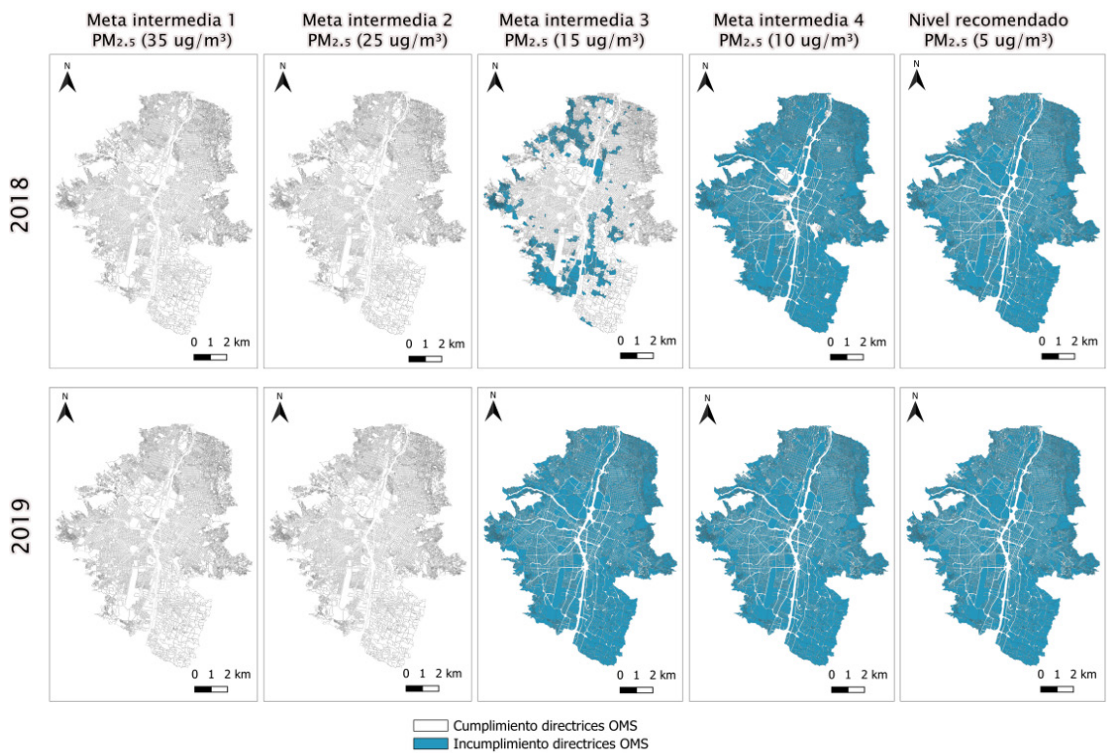 Meta intermedia 1
PM₂.₅ (35 ug/m³)
Meta intermedia 2
PM₂.₅ (25 ug/m³)
Meta intermedia 3
PM₂.₅ (15 ug/m³)
Meta intermedia 4
PM₂.₅ (10 ug/m³)
Nivel recomendado
PM₂.₅ (5 ug/m³)
2018
N
0 1 2 km
N
0 1 2 km
N
0 1 2 km
N
0 1 2 km
N
0 1 2 km
2019
N
0 1 2 km
N
0 1 2 km
N
0 1 2 km
N
0 1 2 km
N
0 1 2 km
Cumplimiento directrices OMS
Incumplimiento directrices OMS